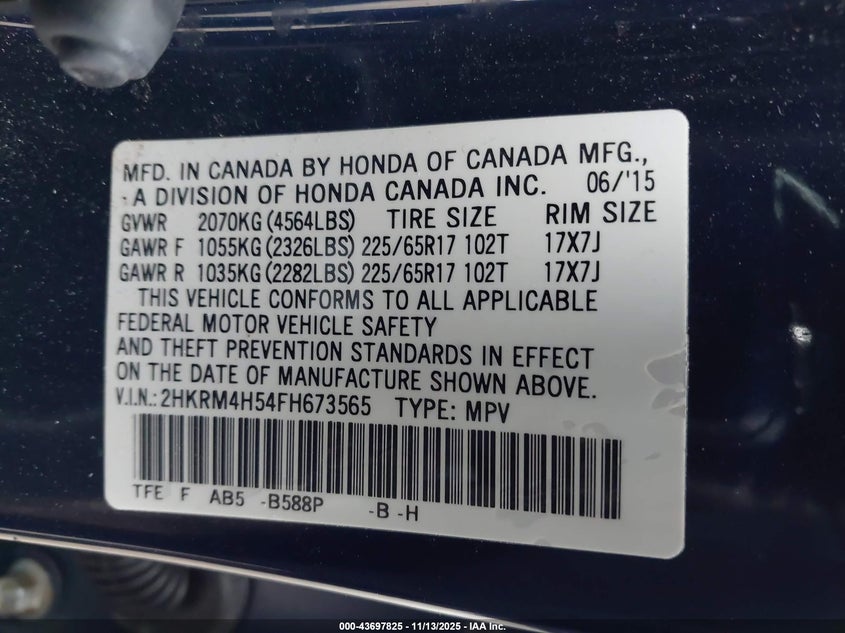 MFD. IN CANADA BY HONDA OF CANADA MFG.,
A DIVISION OF HONDA CANADA INC. 06/'15
GVWR 2070KG(4564LBS) TIRE SIZE RIM SIZE
GAWR F 1055KG(2326LBS) 225/65R17 102T 17X7J
GAWR R 1035KG(2282LBS) 225/65R17 102T 17X7J
THIS VEHICLE CONFORMS TO ALL APPLICABLE
FEDERAL MOTOR VEHICLE SAFETY
AND THEFT PREVENTION STANDARDS IN EFFECT
ON THE DATE OF MANUFACTURE SHOWN ABOVE.
V.I.N.:2HKRM4H54FH673565 TYPE: MPV
TFE F AB5 -B588P -B -H
000-43697825 - 11/13/2025 - IAA Inc.